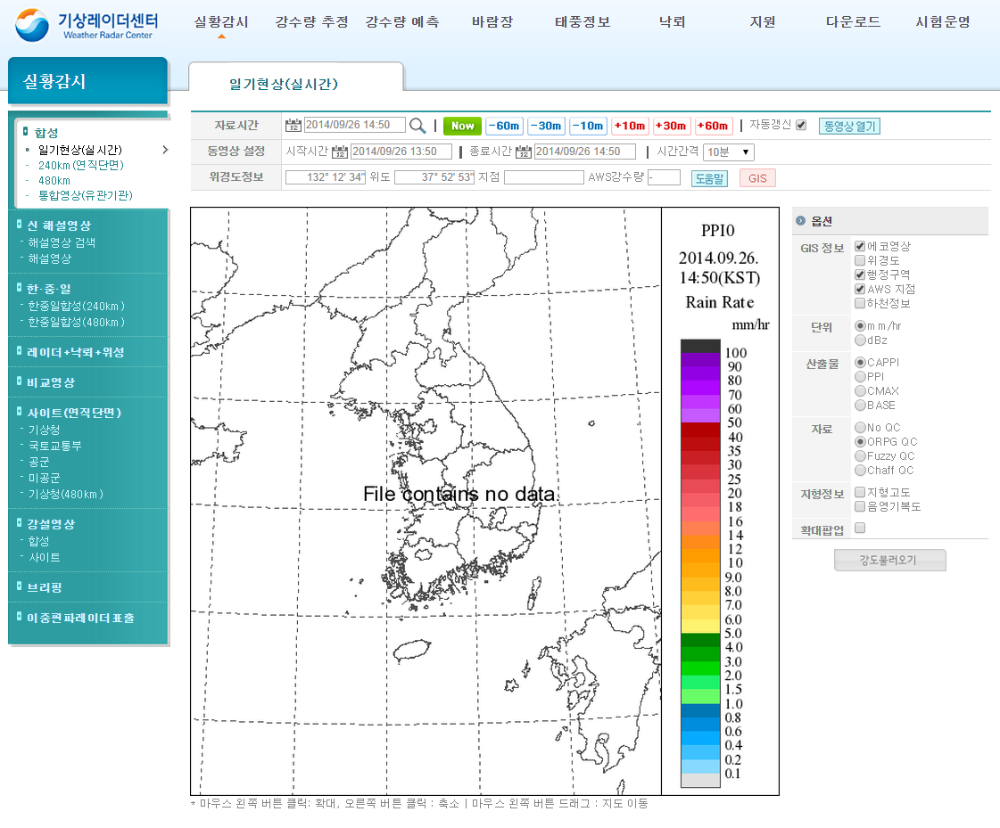 기상레이더센터
Weather Radar Center
실황감시 강수량 추정 강수량 예측 바람장 태풍정보 낙뢰 지원 다운로드 시험운영
실황감시
일기현상(실시간)
합성
일기현상(실시간)
240km(연직단면)
480km
통합영상(유관기관)
신 해설영상
해설영상 검색
해설영상
한·중·일
한중일합성(240km)
한중일합성(480km)
레이더+낙뢰+위성
비교영상
사이트(연직단면)
기상청
국토교통부
공군
미공군
기상청(480km)
강설영상
합성
사이트
브리핑
이중편파레이더표출
자료시간 2014/09/26 14:50 | Now -60m -30m -10m +10m +30m +60m | 자동갱신 동영상열기
동영상 설정 시작시간 2014/09/26 13:50 | 종료시간 2014/09/26 14:50 | 시간간격 10분
위경도정보 132° 12' 34" 위도 37° 52' 53" 지점 AWS강수량 - 도움말 GIS
File contains no data.
PPI0
2014.09.26.
14:50(KST)
Rain Rate
mm/hr
100
90
80
70
60
50
40
35
30
25
20
18
16
14
12
10
9.0
8.0
7.0
6.0
5.0
4.0
3.0
2.0
1.5
1.0
0.8
0.6
0.4
0.2
0.1
옵션
GIS 정보 에코영상
위경도
행정구역
AWS 지점
하천정보
단위 mm/hr
dBz
산출물 CAPPI
PPI
CMAX
BASE
자료 No QC
ORPG QC
Fuzzy QC
Chaff QC
지형정보 지형고도
음영기복도
확대팝업
강도불러오기
* 마우스 왼쪽 버튼 클릭: 확대, 오른쪽 버튼 클릭 : 축소 | 마우스 왼쪽 버튼 드래그 : 지도 이동